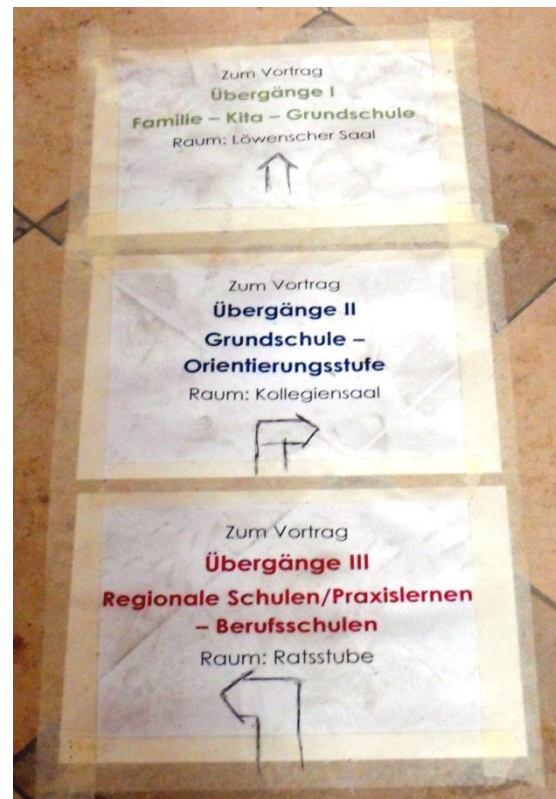 Zum Vortrag
Übergänge I
Familie – Kita – Grundschule
Raum: Löwenscher Saal
Zum Vortrag
Übergänge II
Grundschule –
Orientierungsstufe
Raum: Kollegiensaal
Zum Vortrag
Übergänge III
Regionale Schulen/Praxislernen
– Berufsschulen
Raum: Ratsstube